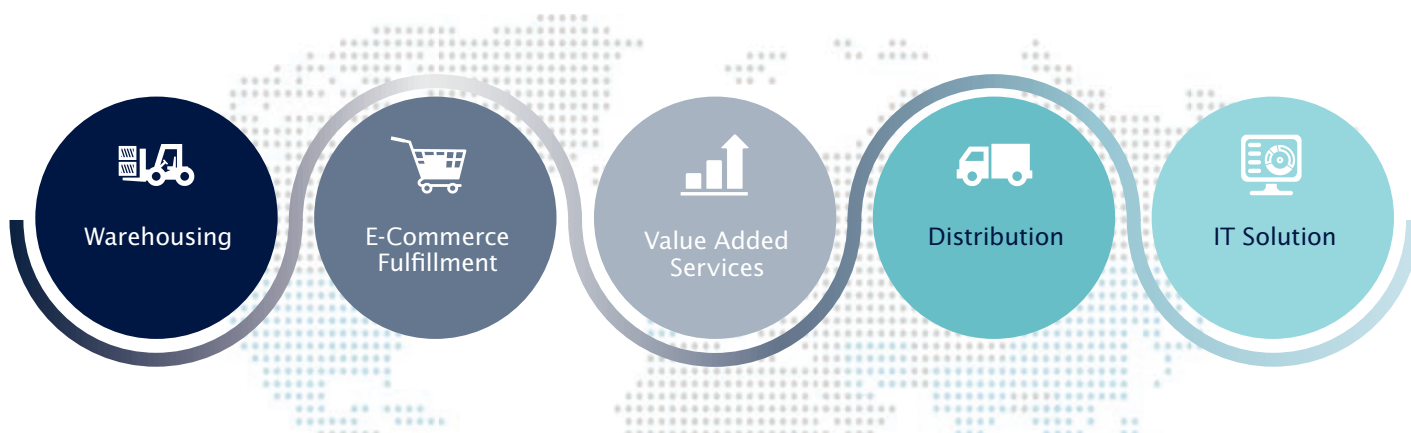 Warehousing
E-Commerce
Fulfillment
Value Added
Services
Distribution
IT Solution